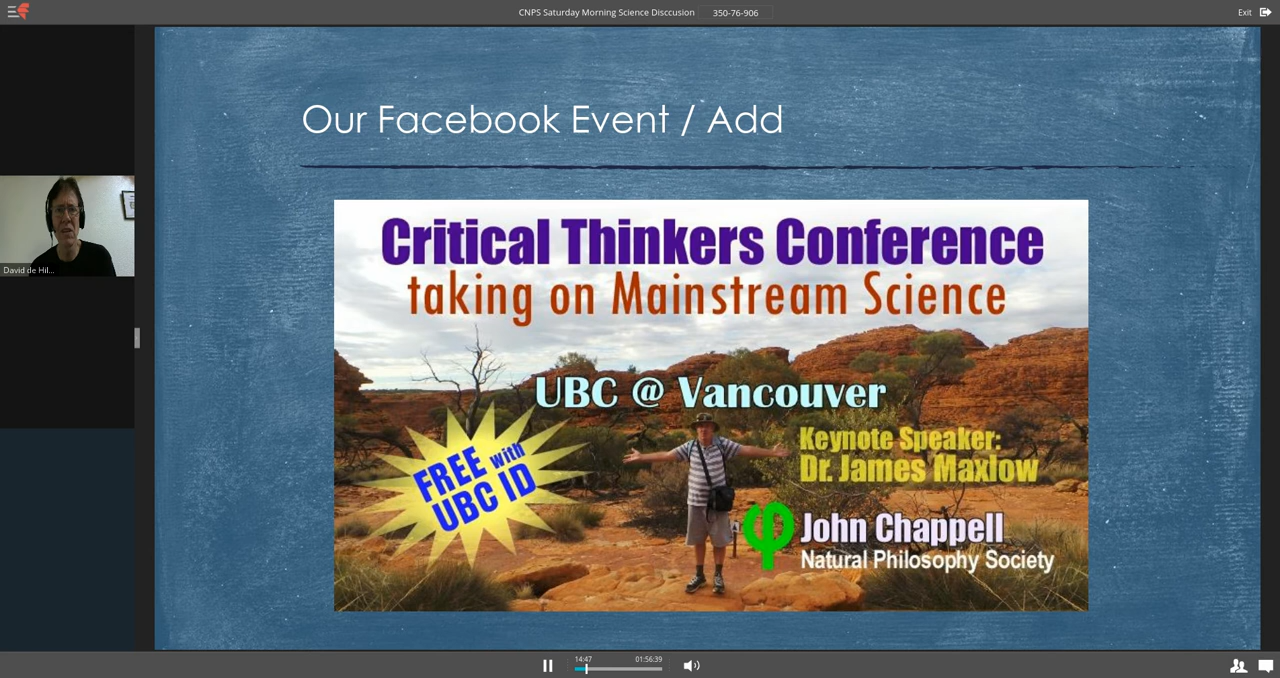 CNPS Saturday Morning Science Disccusion
350-76-906
Exit
Our Facebook Event / Add
David de Hil...
Critical Thinkers Conference
taking on Mainstream Science
UBC @ Vancouver
Keynote Speaker:
Dr. James Maxlow
FREE with
UBC ID
John Chappell
Natural Philosophy Society
14:47
01:56:39